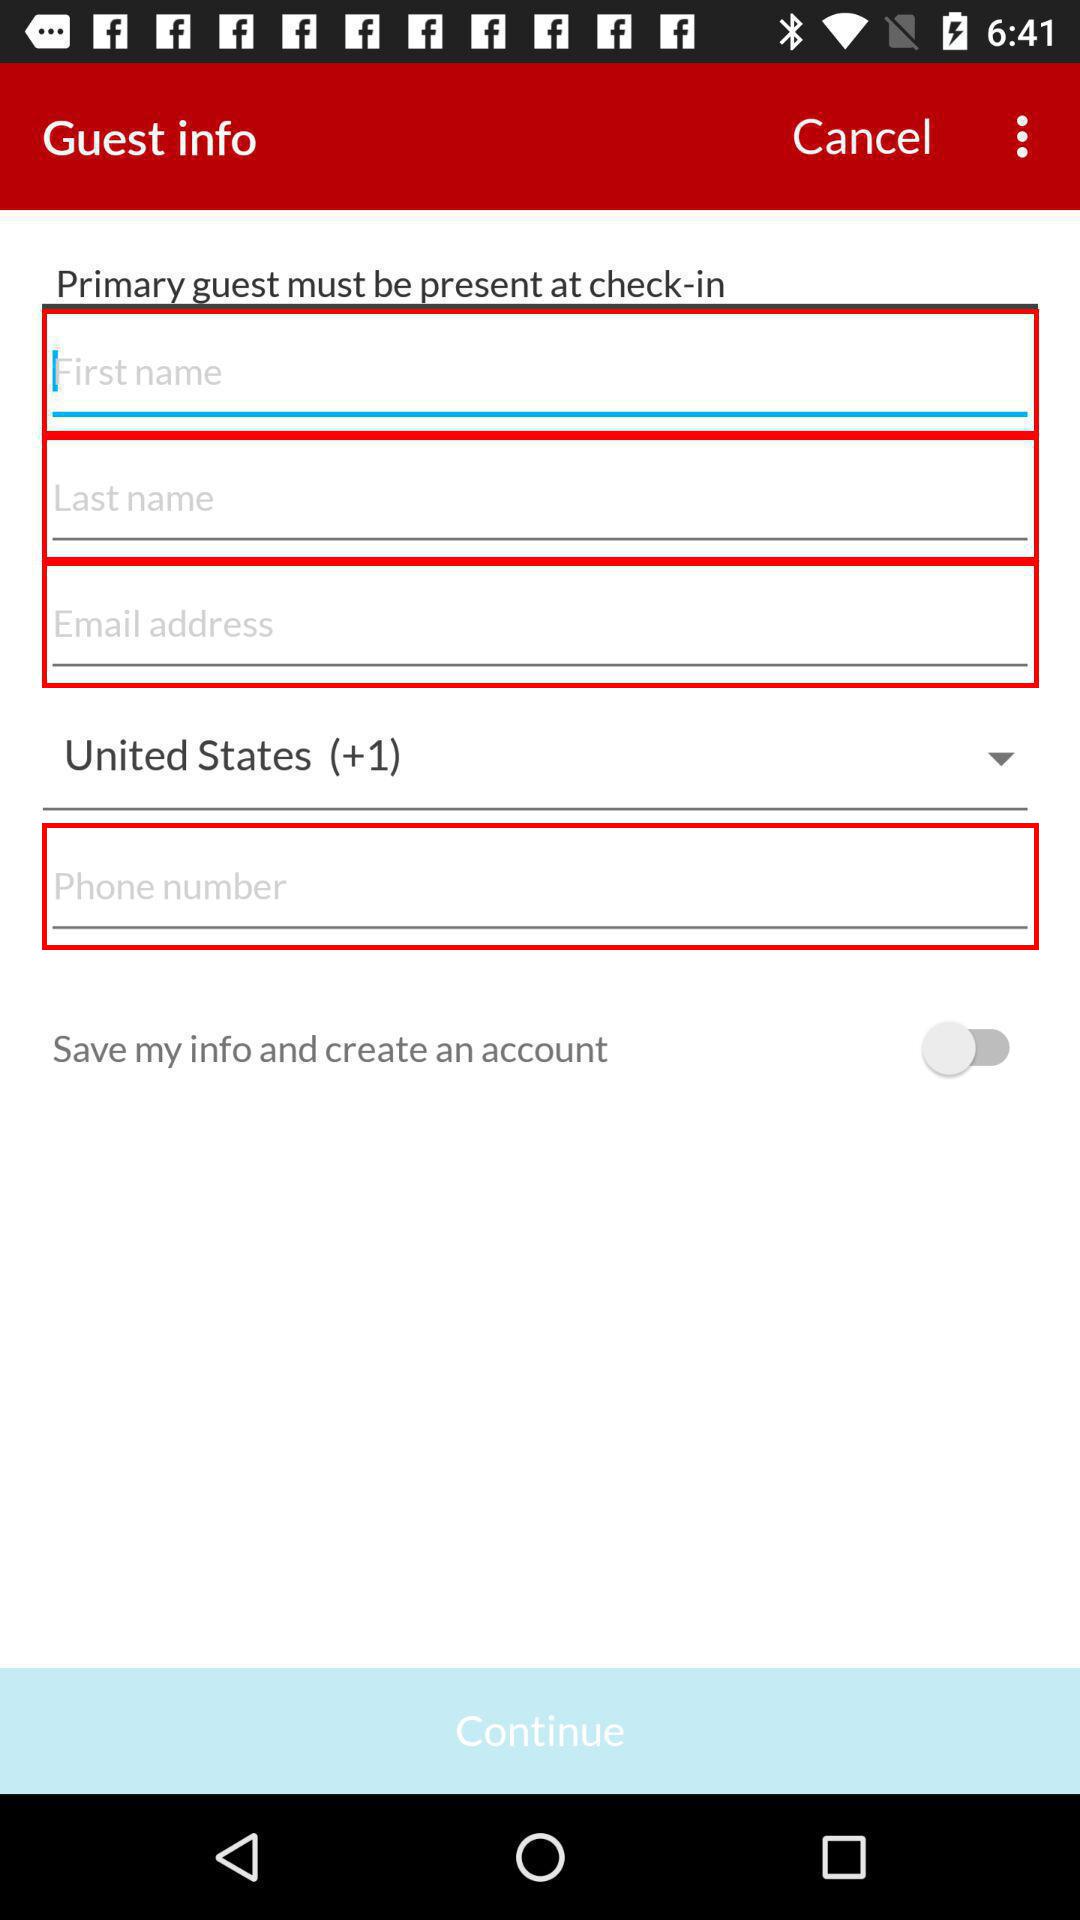 6:41
Guest info
Cancel
Primary guest must be present at check-in
First name
Last name
Email address
United States (+1)
Phone number
Save my info and create an account
Continue